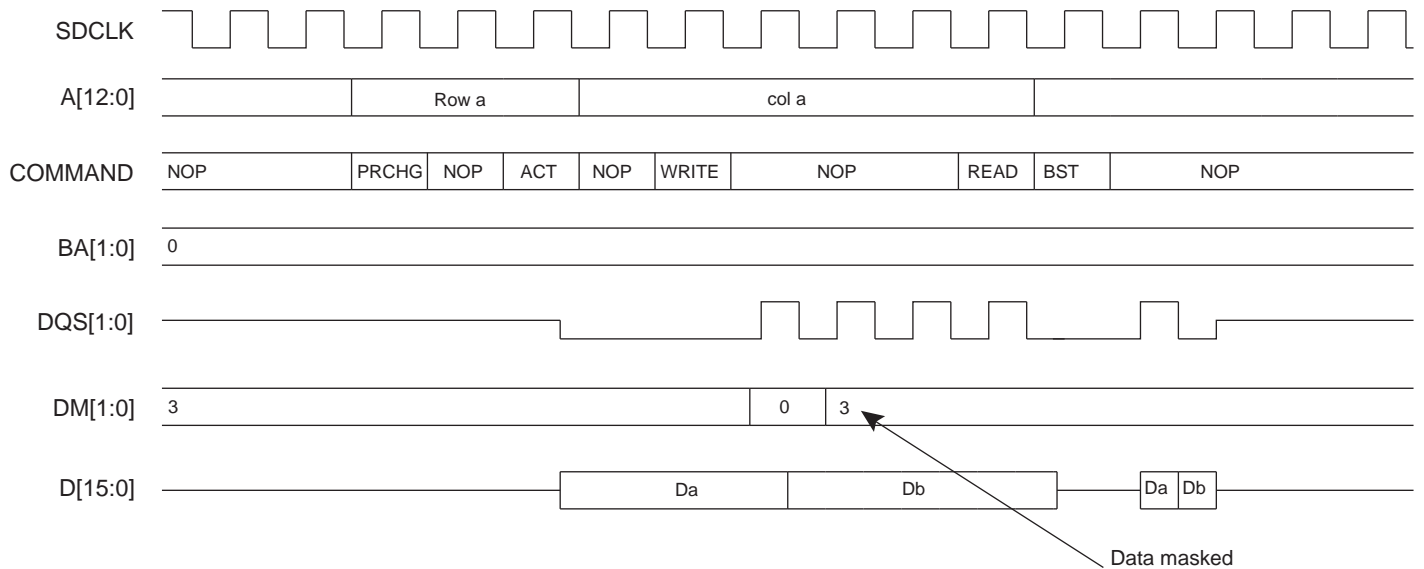 SDCLK
A[12:0] Row a col a
COMMAND NOP PRCHG NOP ACT NOP WRITE NOP READ BST NOP
BA[1:0] 0
DQS[1:0]
DM[1:0] 3 0 3
D[15:0] Da Db Da Db
Data masked